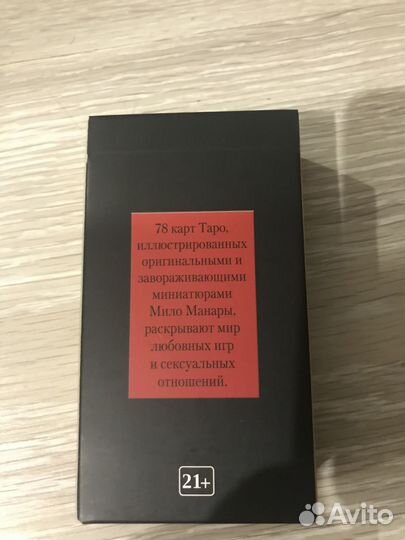 78 карт Таро,
иллюстрированных
оригинальными и
завораживающими
миниатюрами
Мило Манары,
раскрывают мир
любовных игр
и сексуальных
отношений.
21+
Avito